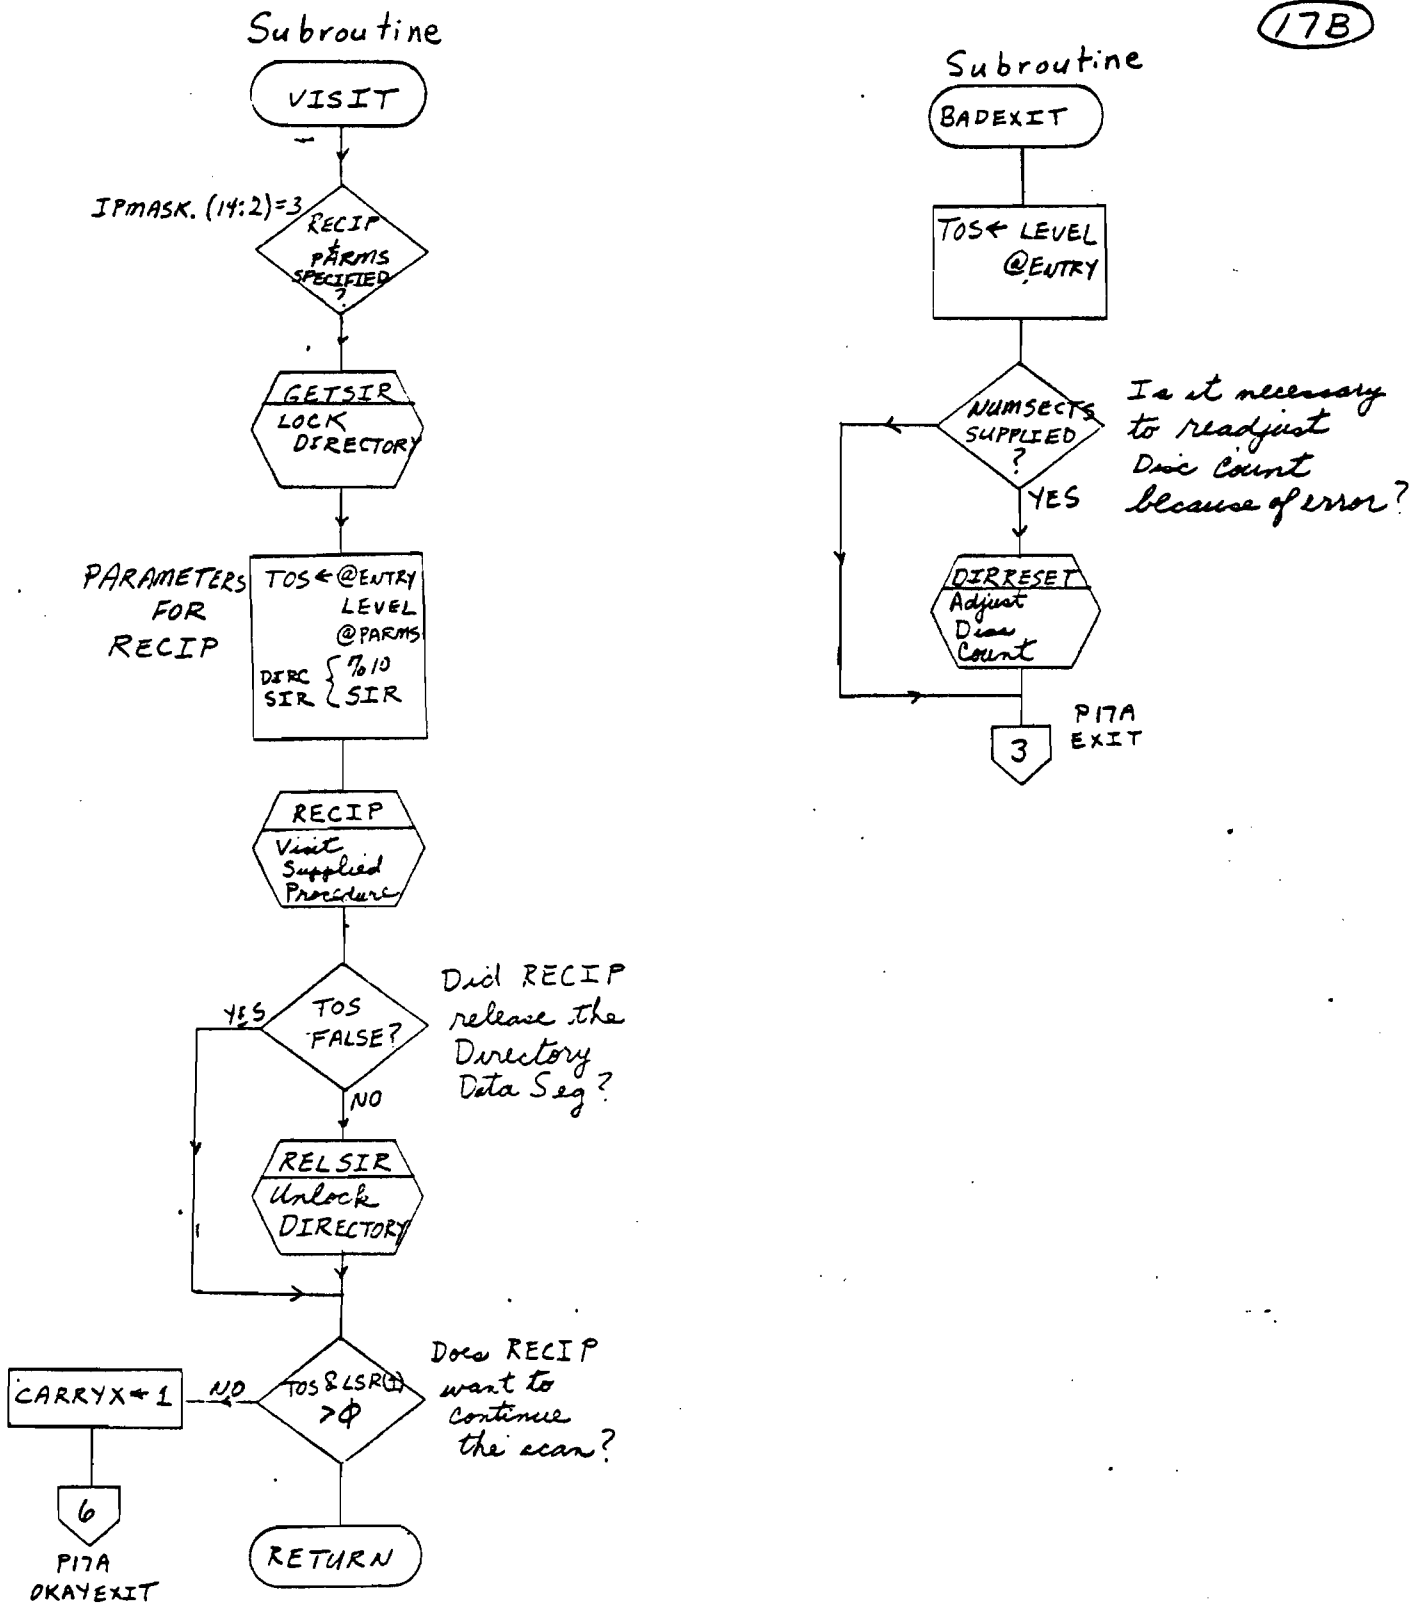 17B
Subroutine
VISIT
IPMASK.(14:2)=3
RECIP
&
PARMS
SPECIFIED
?
GETSIR
LOCK
DIRECTORY
PARAMETERS
FOR
RECIP
TOS ← @ENTRY
LEVEL
@PARMS
DIRC { %10
SIR { SIR
RECIP
Visit
Supplied
Procedure
TOS
FALSE?
YES
NO
Did RECIP
release the
Directory
Data Seg?
RELSIR
Unlock
DIRECTORY
TOS & LSR(1)
>Φ
NO
Does RECIP
want to
continue
the scan?
CARRYX ← 1
6
P17A
OKAYEXIT
RETURN
Subroutine
BADEXIT
TOS ← LEVEL
@ENTRY
NUMSECTS
SUPPLIED
?
YES
Is it necessary
to readjust
Disc Count
because of error?
DIRRESET
Adjust
Disc
Count
3
P17A
EXIT